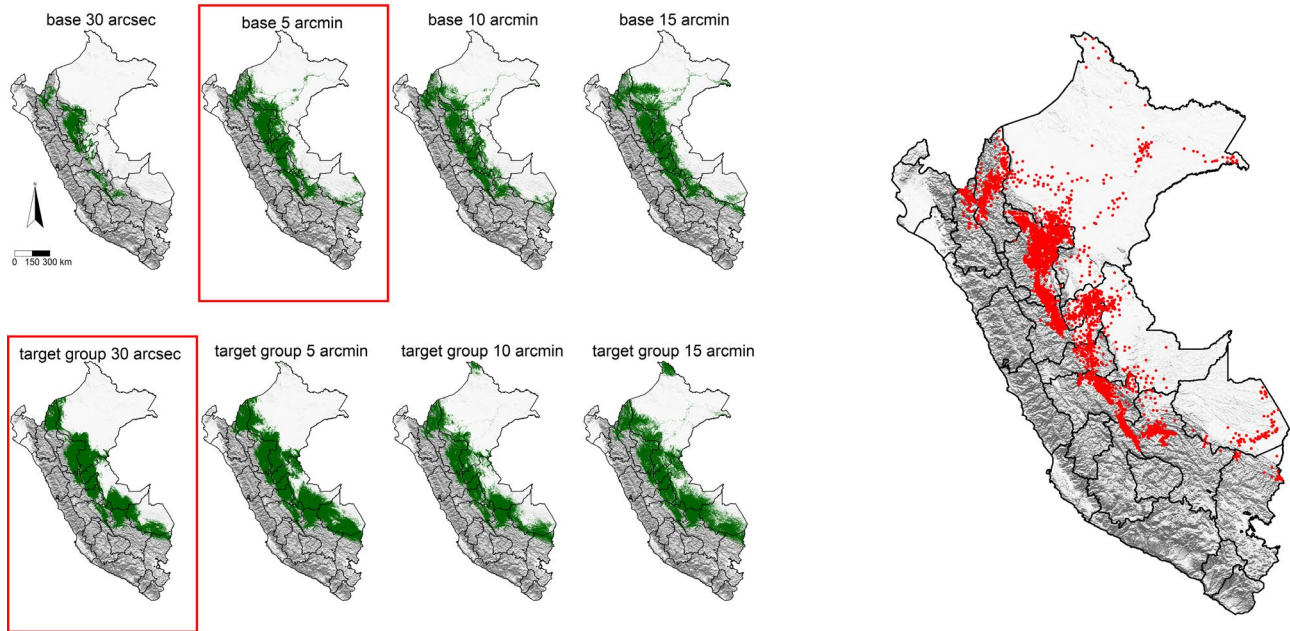 base 30 arcsec
base 5 arcmin
base 10 arcmin
base 15 arcmin
N
0 150 300 km
target group 30 arcsec
target group 5 arcmin
target group 10 arcmin
target group 15 arcmin